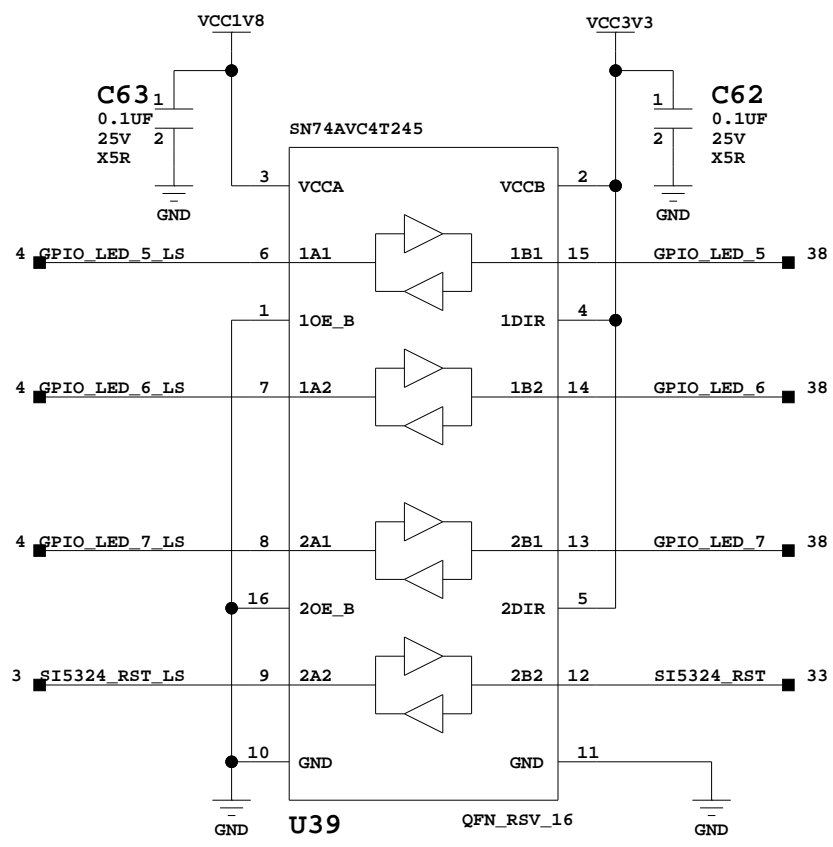 VCC1V8
VCC3V3
C63 1
0.1UF
25V 2
X5R
GND
1 C62
0.1UF
2 25V
X5R
GND
SN74AVC4T245
3 VCCA VCCB 2
4 GPIO_LED_5_LS 6 1A1 1B1 15 GPIO_LED_5 38
1 1OE_B 1DIR 4
4 GPIO_LED_6_LS 7 1A2 1B2 14 GPIO_LED_6 38
4 GPIO_LED_7_LS 8 2A1 2B1 13 GPIO_LED_7 38
16 2OE_B 2DIR 5
3 SI5324_RST_LS 9 2A2 2B2 12 SI5324_RST 33
10 GND GND 11
GND
U39 QFN_RSV_16
GND